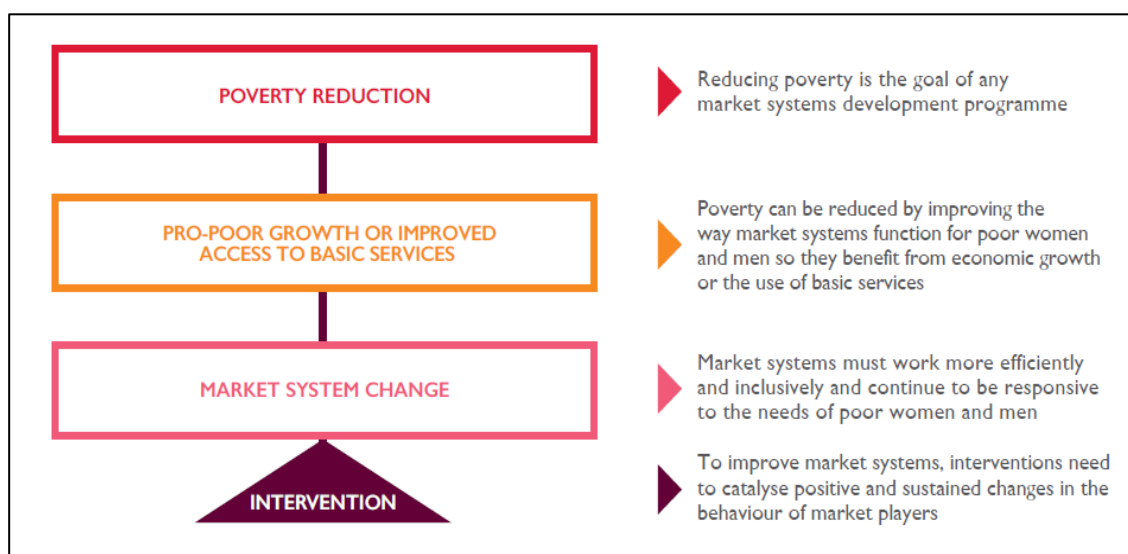 POVERTY REDUCTION
Reducing poverty is the goal of any
market systems development programme
PRO-POOR GROWTH OR IMPROVED
ACCESS TO BASIC SERVICES
Poverty can be reduced by improving the
way market systems function for poor women
and men so they benefit from economic growth
or the use of basic services
MARKET SYSTEM CHANGE
Market systems must work more efficiently
and inclusively and continue to be responsive
to the needs of poor women and men
INTERVENTION
To improve market systems, interventions need
to catalyse positive and sustained changes in the
behaviour of market players